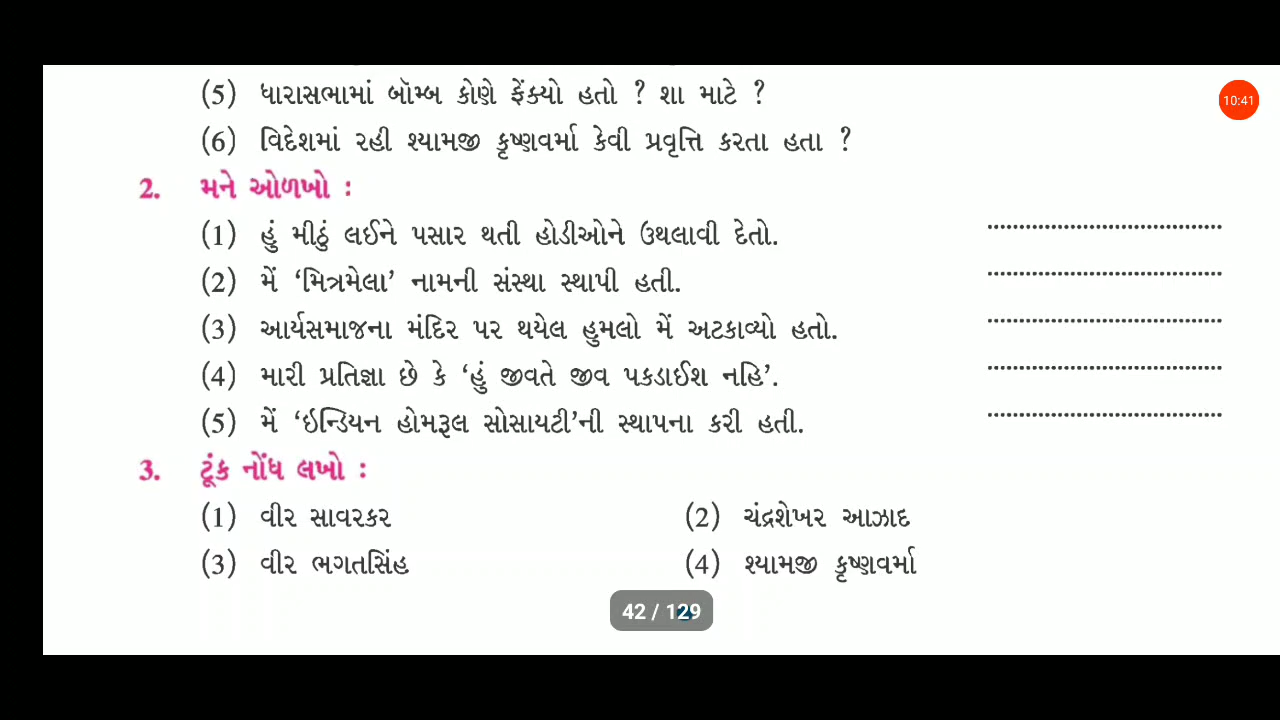 (5) ધારાસભામાં બૉમ્બ કોણે ફેંક્યો હતો ? શા માટે ?
10:41
(6) વિદેશમાં રહી શ્યામજી કૃષ્ણવર્મા કેવી પ્રવૃત્તિ કરતા હતા ?
2. મને ઓળખો :
(1) હું મીઠું લઈને પસાર થતી હોડીઓને ઉથલાવી દેતો. ....................................
(2) મેં ‘મિત્રમેલા’ નામની સંસ્થા સ્થાપી હતી. ....................................
(3) આર્યસમાજના મંદિર પર થયેલ હુમલો મેં અટકાવ્યો હતો. ....................................
(4) મારી પ્રતિજ્ઞા છે કે ‘હું જીવતે જીવ પકડાઈશ નહિ’. ....................................
(5) મેં ‘ઇન્ડિયન હોમરૂલ સોસાયટી’ની સ્થાપના કરી હતી. ....................................
3. ટૂંક નોંધ લખો :
(1) વીર સાવરકર (2) ચંદ્રશેખર આઝાદ
(3) વીર ભગતસિંહ (4) શ્યામજી કૃષ્ણવર્મા
42 / 129